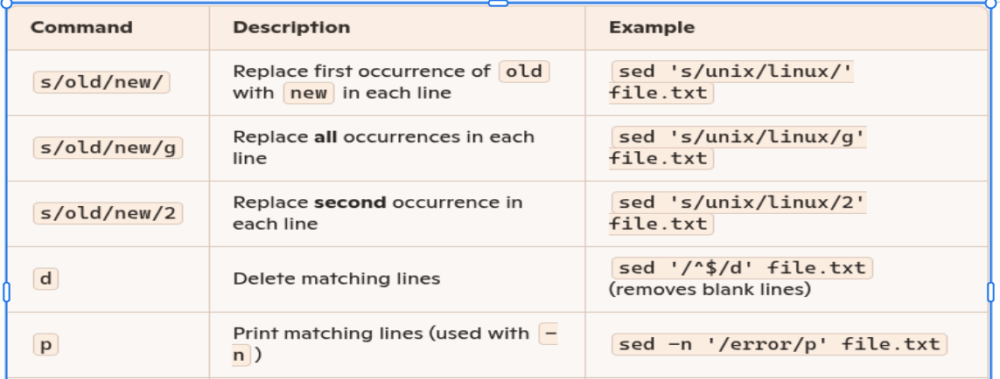 Command Description Example
s/old/new/ Replace first occurrence of old sed 's/unix/linux/'
with new in each line file.txt
s/old/new/g Replace all occurrences in each sed 's/unix/linux/g'
line file.txt
s/old/new/2 Replace second occurrence in sed 's/unix/linux/2'
each line file.txt
d Delete matching lines sed '/^$/d' file.txt
(removes blank lines)
p Print matching lines (used with -
n ) sed -n '/error/p' file.txt